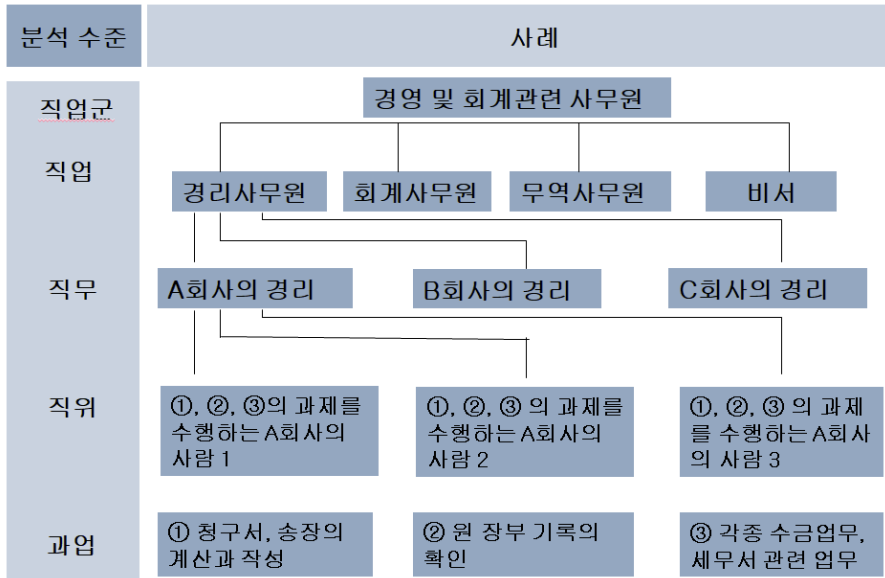 분석 수준
사례
직업군
경영 및 회계관련 사무원
직업
경리사무원
회계사무원
무역사무원
비서
직무
A회사의 경리
B회사의 경리
C회사의 경리
직위
①, ②, ③의 과제를
수행하는 A회사의
사람 1
①, ②, ③ 의 과제를
수행하는 A회사의
사람 2
①, ②, ③ 의 과제
를 수행하는 A회사
의 사람 3
과업
① 청구서, 송장의
계산과 작성
② 원 장부 기록의
확인
③ 각종 수금업무,
세무서 관련 업무